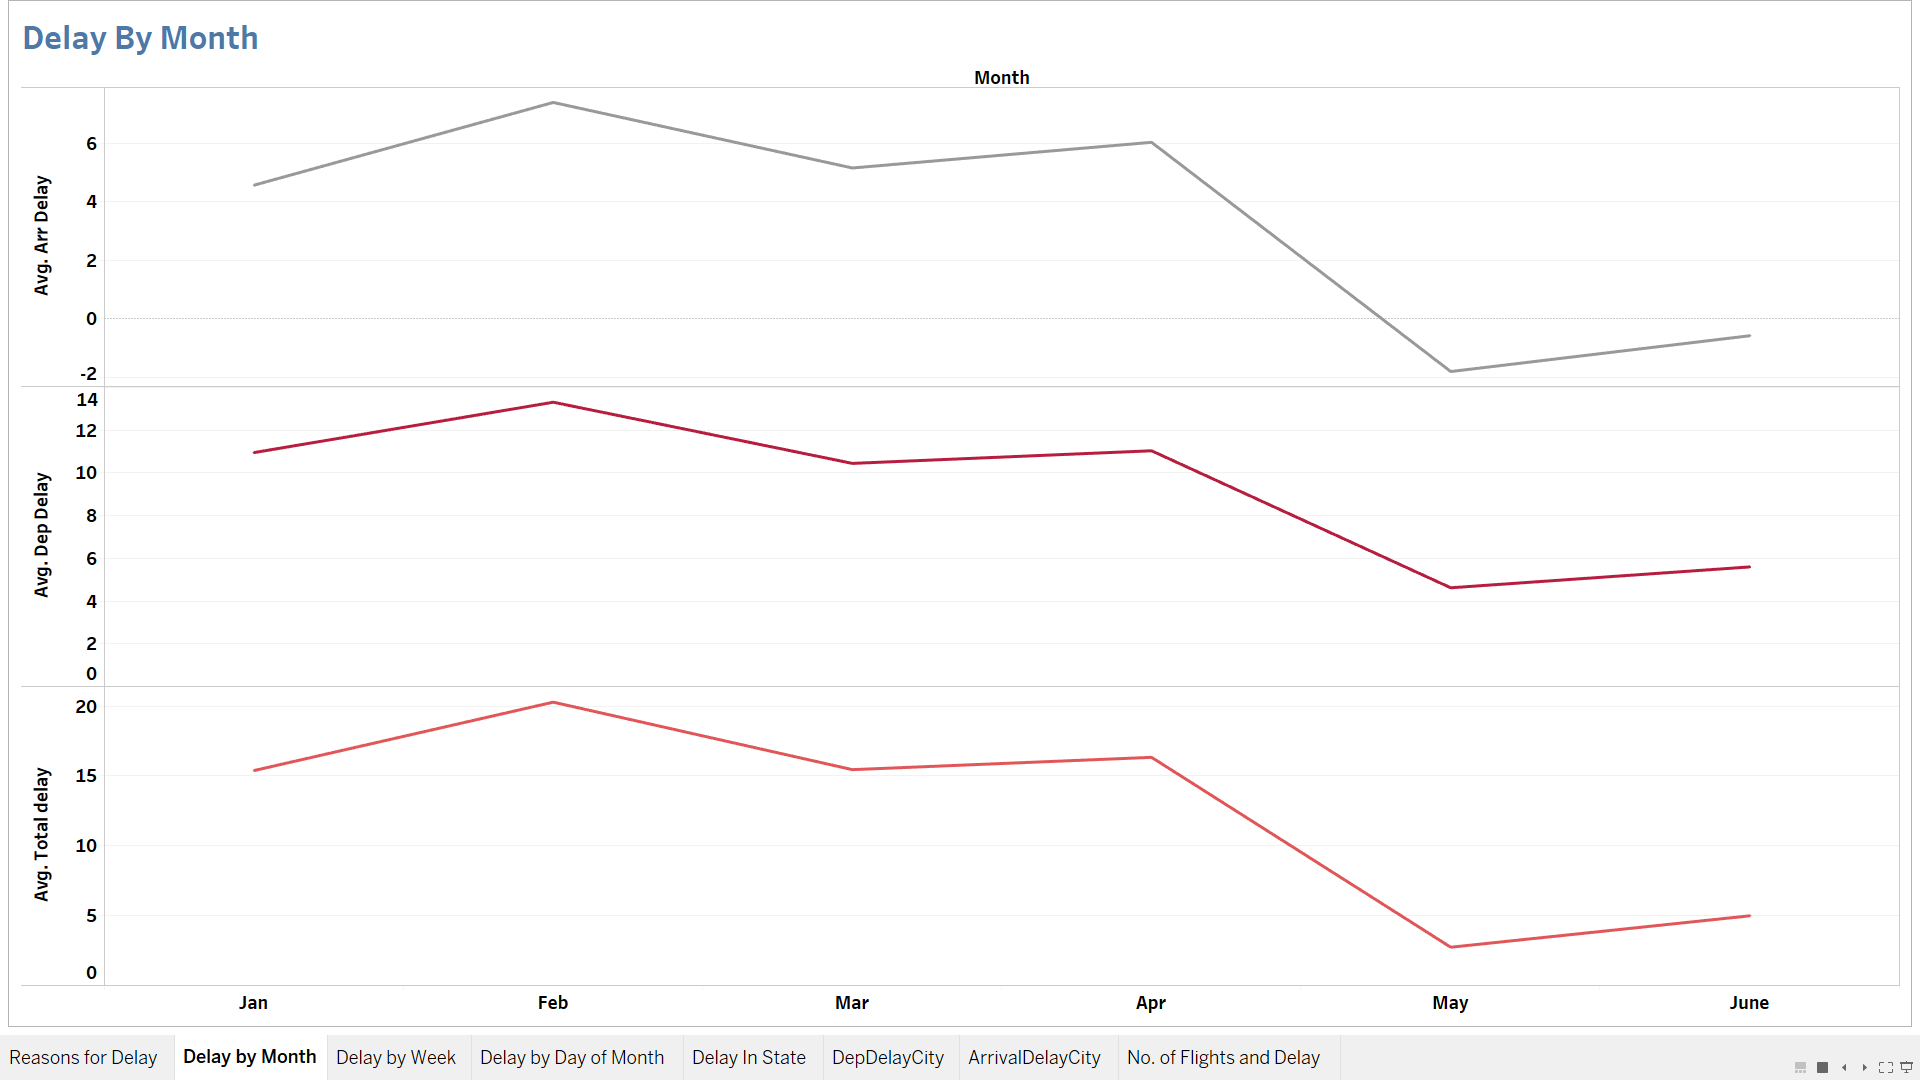 Delay By Month
Month
Avg. Arr Delay
6
4
2
0
-2
Avg. Dep Delay
14
12
10
8
6
4
2
0
Avg. Total delay
20
15
10
5
0
Jan Feb Mar Apr May June
Reasons for Delay Delay by Month Delay by Week Delay by Day of Month Delay In State DepDelayCity ArrivalDelayCity No. of Flights and Delay